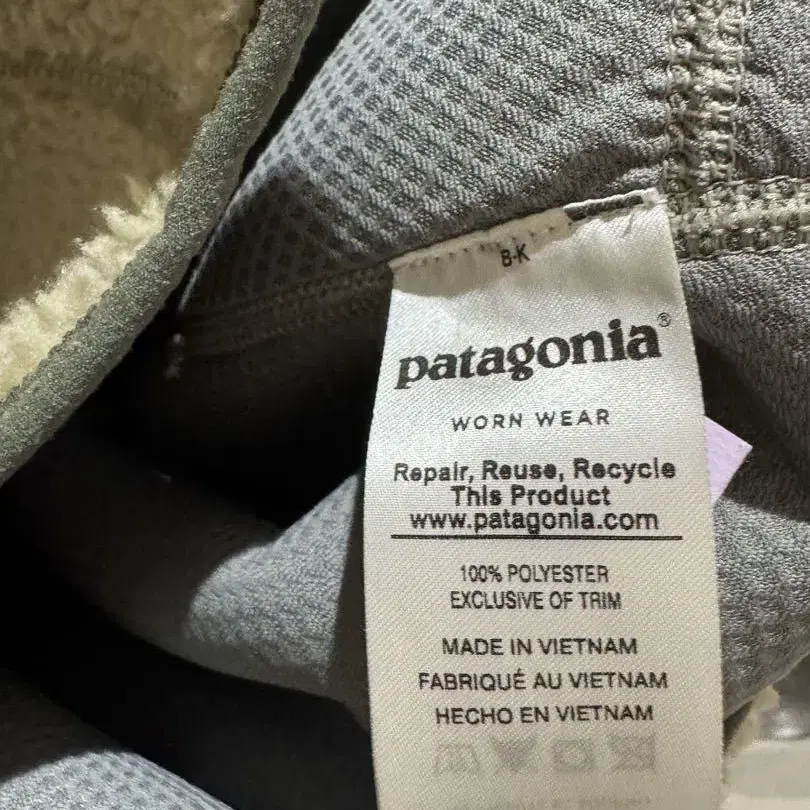 B-K
patagonia®
WORN WEAR
Repair, Reuse, Recycle
This Product
www.patagonia.com
100% POLYESTER
EXCLUSIVE OF TRIM
MADE IN VIETNAM
FABRIQUÉ AU VIETNAM
HECHO EN VIETNAM